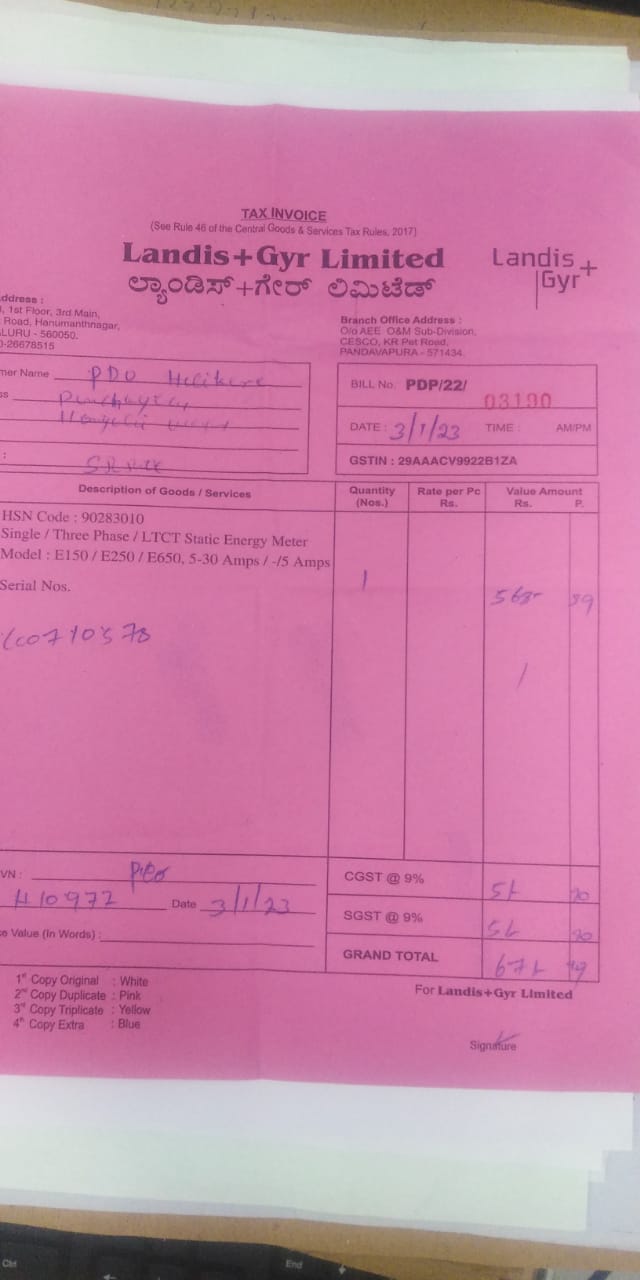 TAX INVOICE
(See Rule 46 of the Central Goods & Services Tax Rules, 2017)
Landis+Gyr Limited
ಲ್ಯಾಂಡಿಸ್+ಗೇರ್ ಲಿಮಿಟೆಡ್
Landis+
Gyr
ddress :
, 1st Floor, 3rd Main,
Road, Hanumanthnagar,
LURU - 560050.
0-26678515
Branch Office Address :
O/o AEE O&M Sub-Division,
CESCO, KR Pet Road,
PANDAVAPURA - 571434.
mer Name PDO
ss
:
BILL No. PDP/22/ 03190
DATE : 3/1/23 TIME : AM/PM
GSTIN : 29AAACV9922B1ZA
Description of Goods / Services Quantity (Nos.) Rate per Pc Rs. Value Amount Rs. P.
HSN Code : 90283010
Single / Three Phase / LTCT Static Energy Meter
Model : E150 / E250 / E650, 5-30 Amps / -/5 Amps
1
Serial Nos.
VN :
H10972 Date 3/1/23
e Value (In Words) :
CGST @ 9%
SGST @ 9%
GRAND TOTAL
1st Copy Original : White
2nd Copy Duplicate : Pink
3rd Copy Triplicate : Yellow
4th Copy Extra : Blue
For Landis+Gyr Limited
Signature
Ctrl
End